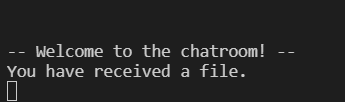 -- Welcome to the chatroom! --
You have received a file.